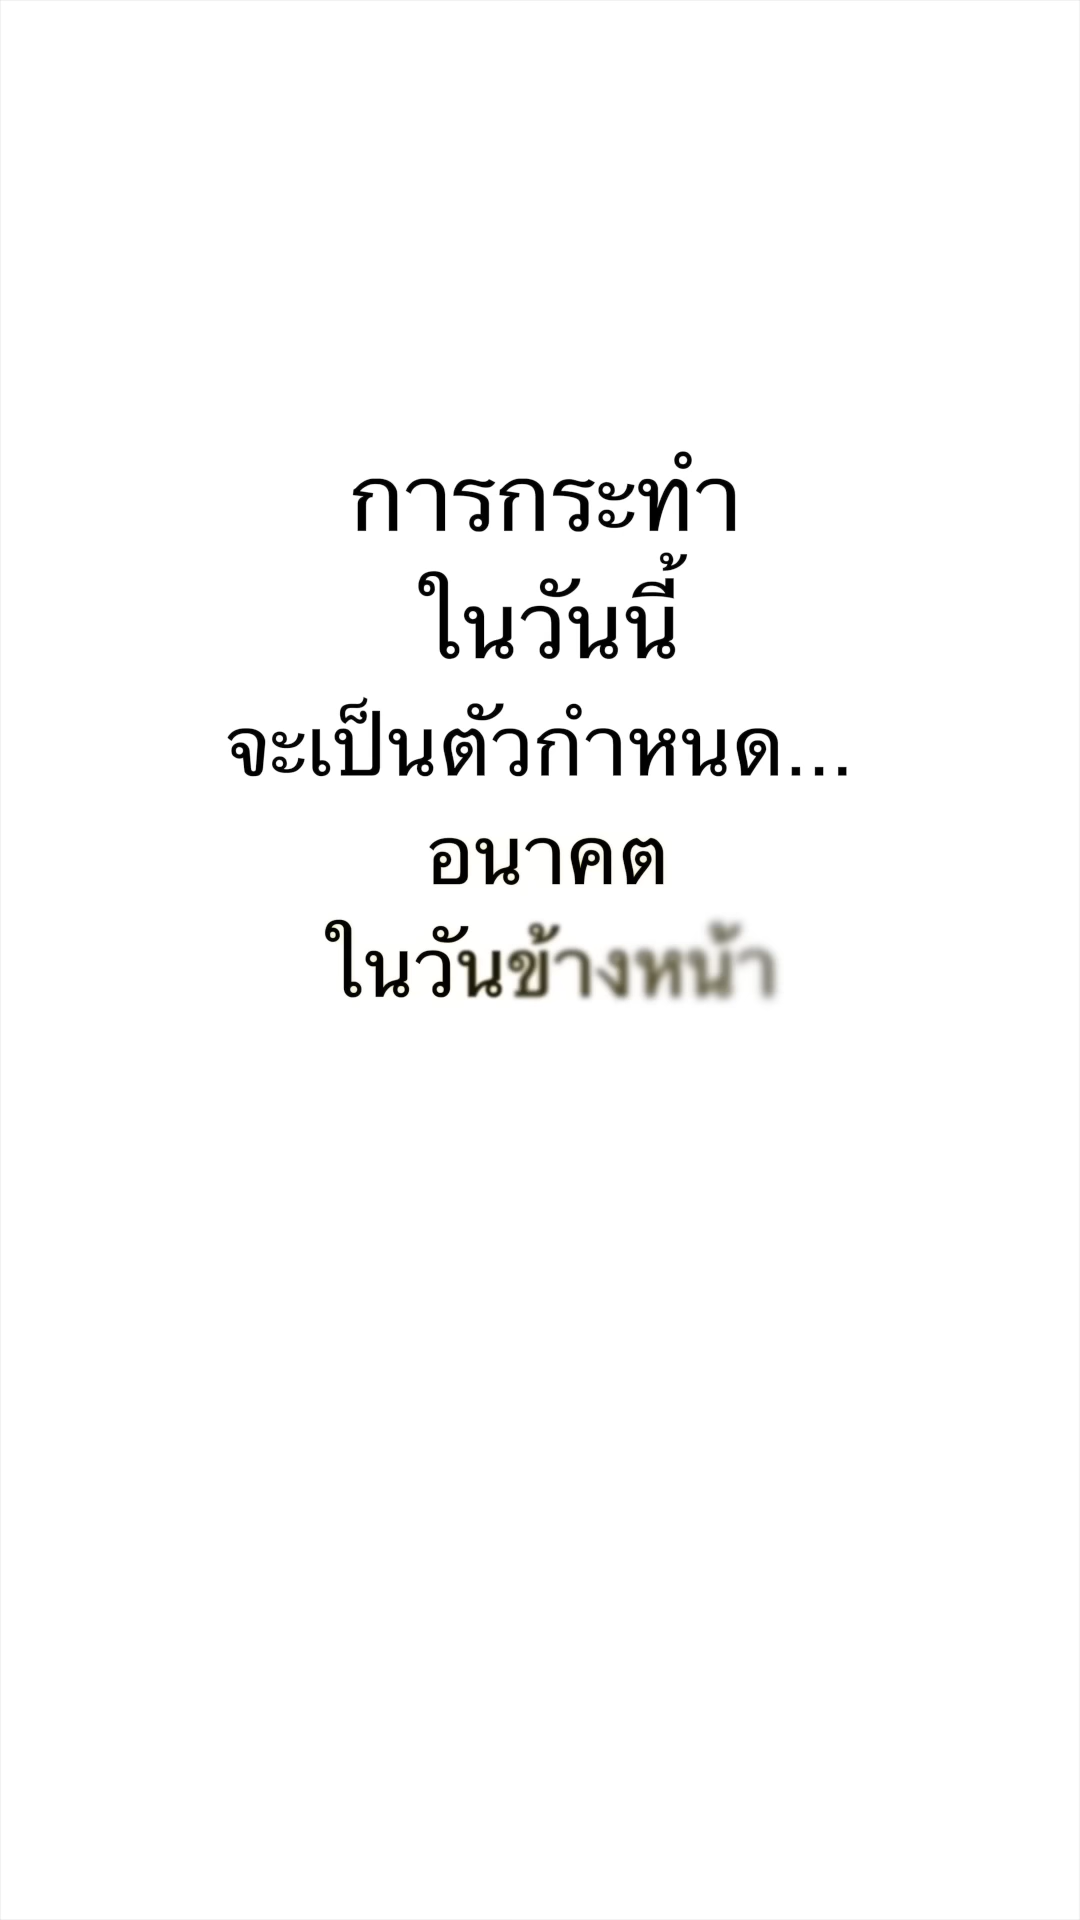 การกระทำ
ในวันนี้
จะเป็นตัวกำหนด...
อนาคต
ในวันข้างหน้า